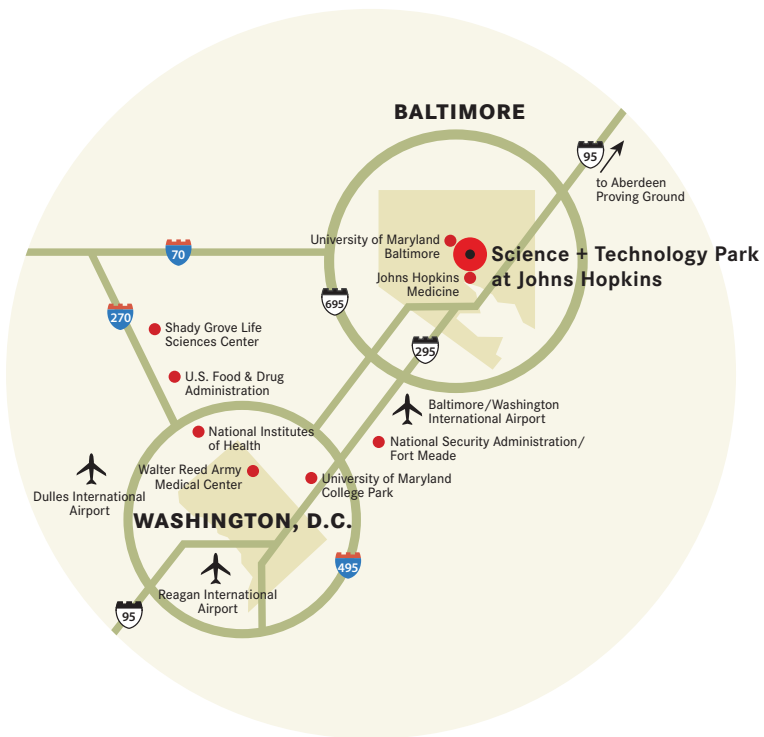 BALTIMORE
95
to Aberdeen
Proving Ground
University of Maryland
Baltimore
Science + Technology Park
at Johns Hopkins
70
Johns Hopkins
Medicine
695
270
Shady Grove Life
Sciences Center
295
U.S. Food & Drug
Administration
Baltimore/Washington
International Airport
National Institutes
of Health
National Security Administration/
Fort Meade
Walter Reed Army
Medical Center
University of Maryland
College Park
Dulles International
Airport
WASHINGTON, D.C.
495
Reagan International
Airport
95